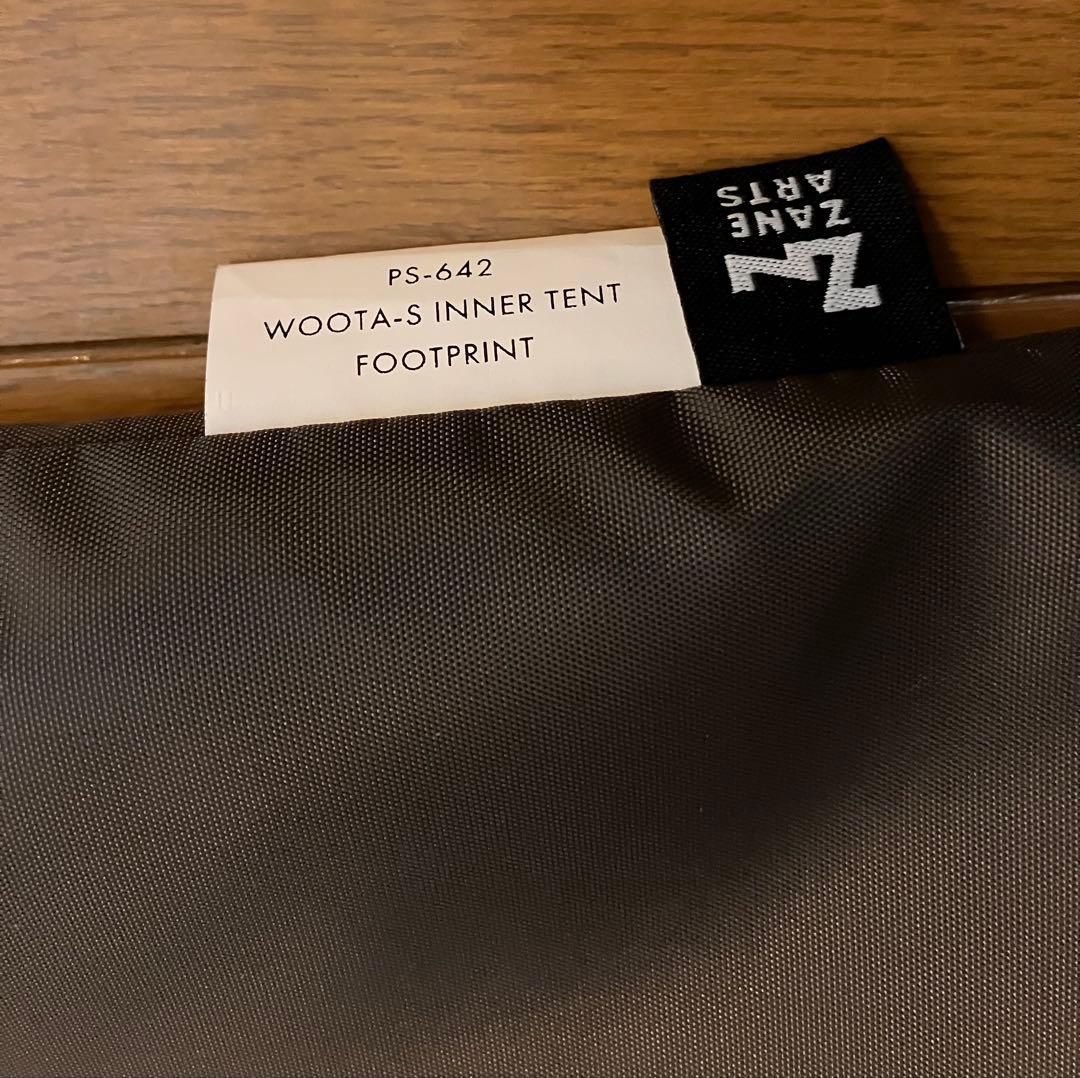 PS-642
WOOTA-S INNER TENT
FOOTPRINT
ZANE
ARTS